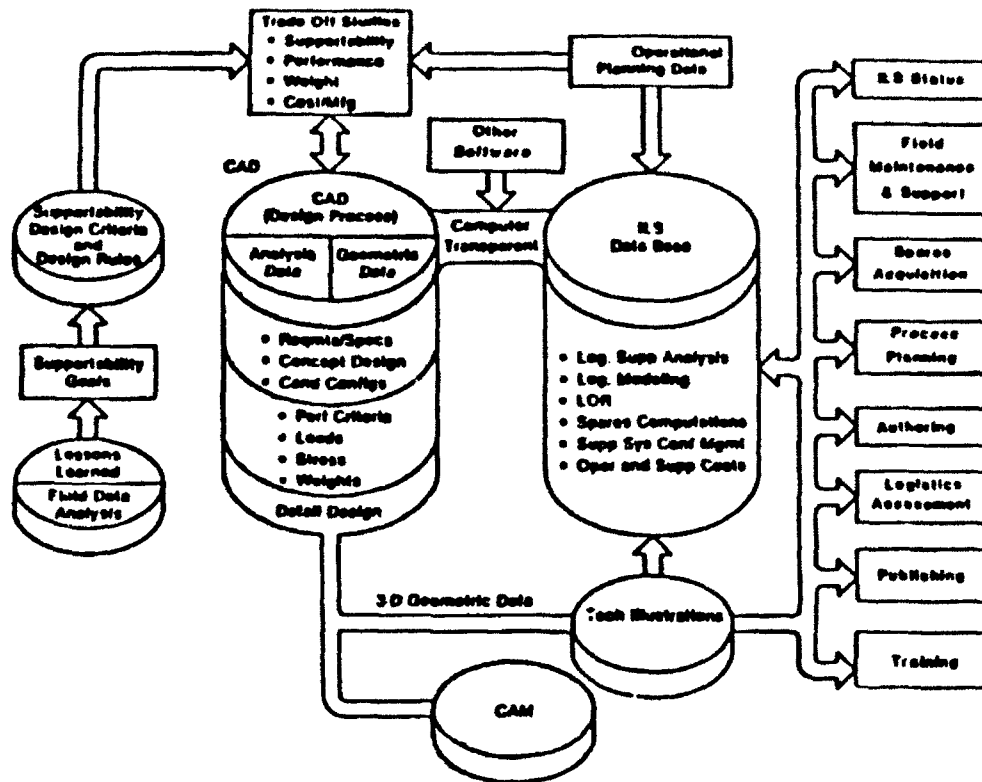 Trade Off Studies
• Supportability
• Performance
• Weight
• Cost/Mfg
Operational
Planning Data
Other
Software
CAD
CAD
(Design Process)
Analysis
Data
Geometric
Data
Computer
Transparent
ILS
Data Base
Supportability
Design Criteria
and
Design Rules
Supportability
Goals
Lessons
Learned
Field Data
Analysis
• Reqmts/Specs
• Concept Design
• Cand Configs
• Perf Criteria
• Loads
• Stress
• Weights
Detail Design
• Log. Supp Analysis
• Log. Modeling
• LOR
• Spares Computations
• Supp Sys Conf Mgmt
• Oper and Supp Costs
3-D Geometric Data
Tech Illustrations
CAM
ILS Status
Field
Maintenance
& Support
Spares
Acquisition
Process
Planning
Authoring
Logistics
Assessment
Publishing
Training